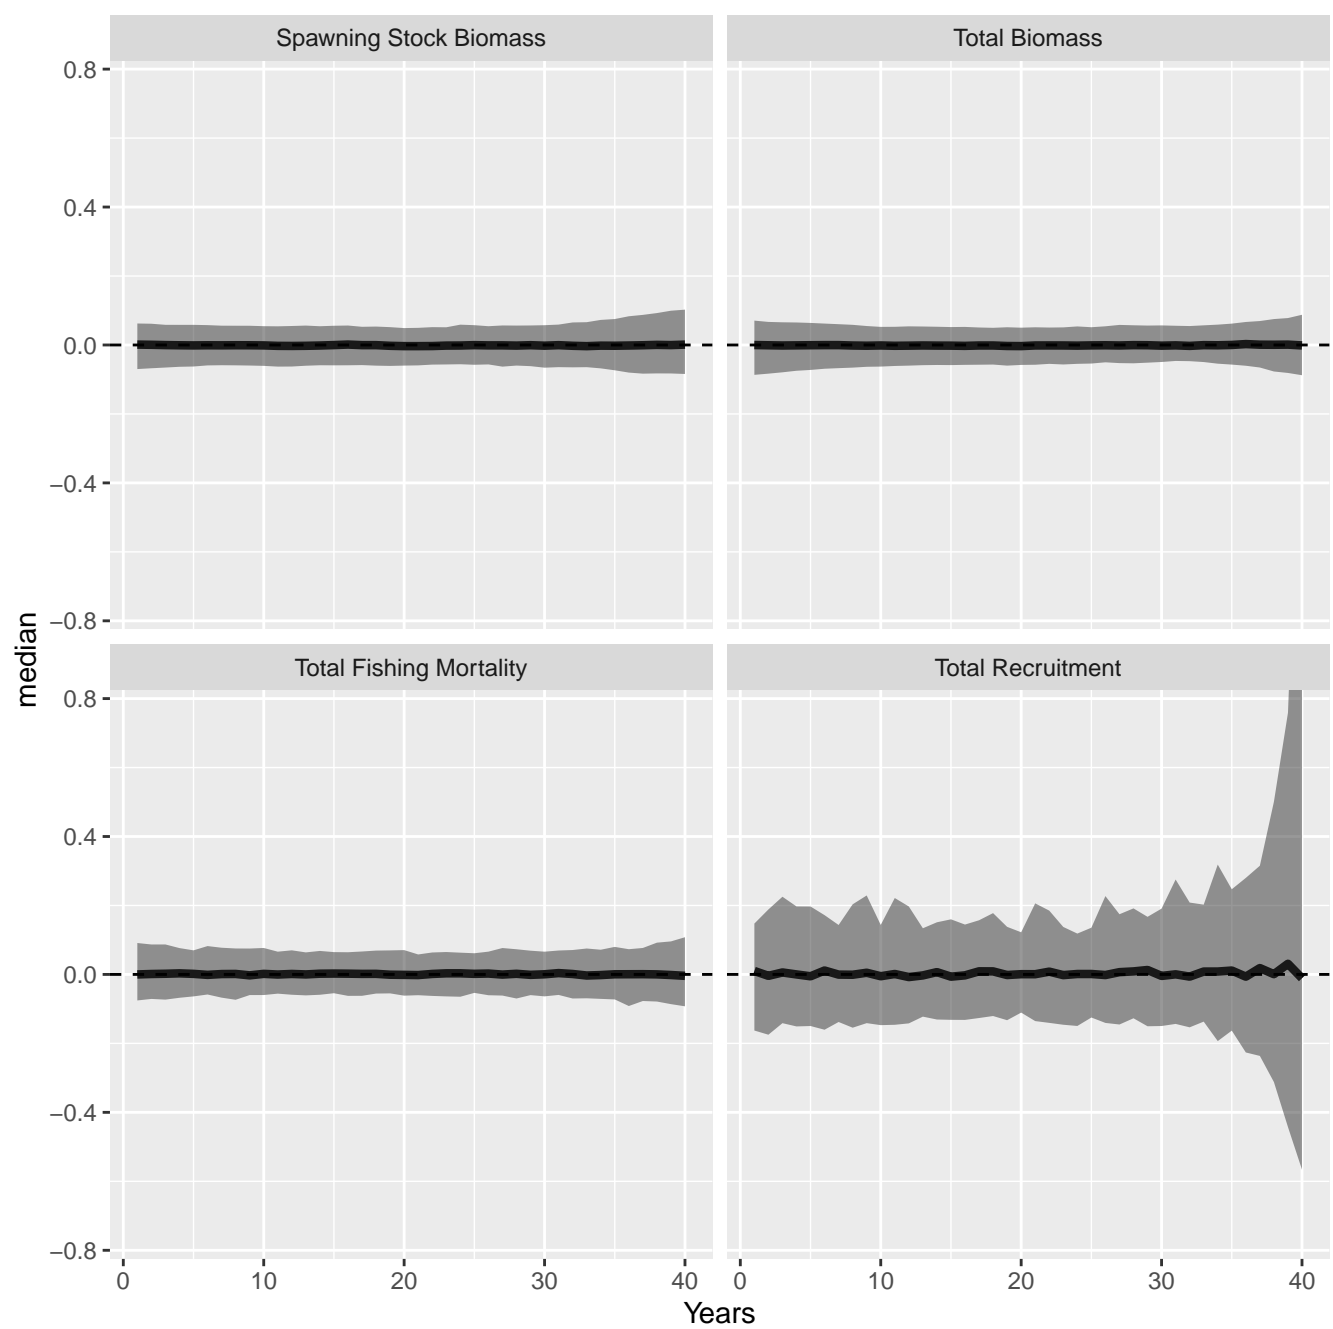 Spawning Stock Biomass
Total Biomass
0.8
0.4
0.0
−0.4
−0.8
median
Total Fishing Mortality
Total Recruitment
0.8
0.4
0.0
−0.4
−0.8
0 10 20 30 40
0 10 20 30 40
Years